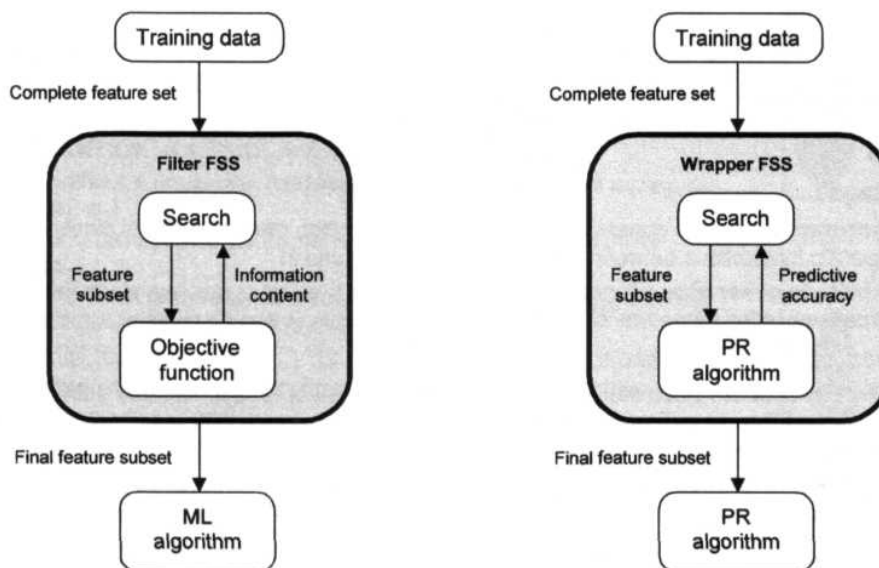 Training data
Complete feature set
Filter FSS
Search
Feature
subset
Information
content
Objective
function
Final feature subset
ML
algorithm
Training data
Complete feature set
Wrapper FSS
Search
Feature
subset
Predictive
accuracy
PR
algorithm
Final feature subset
PR
algorithm